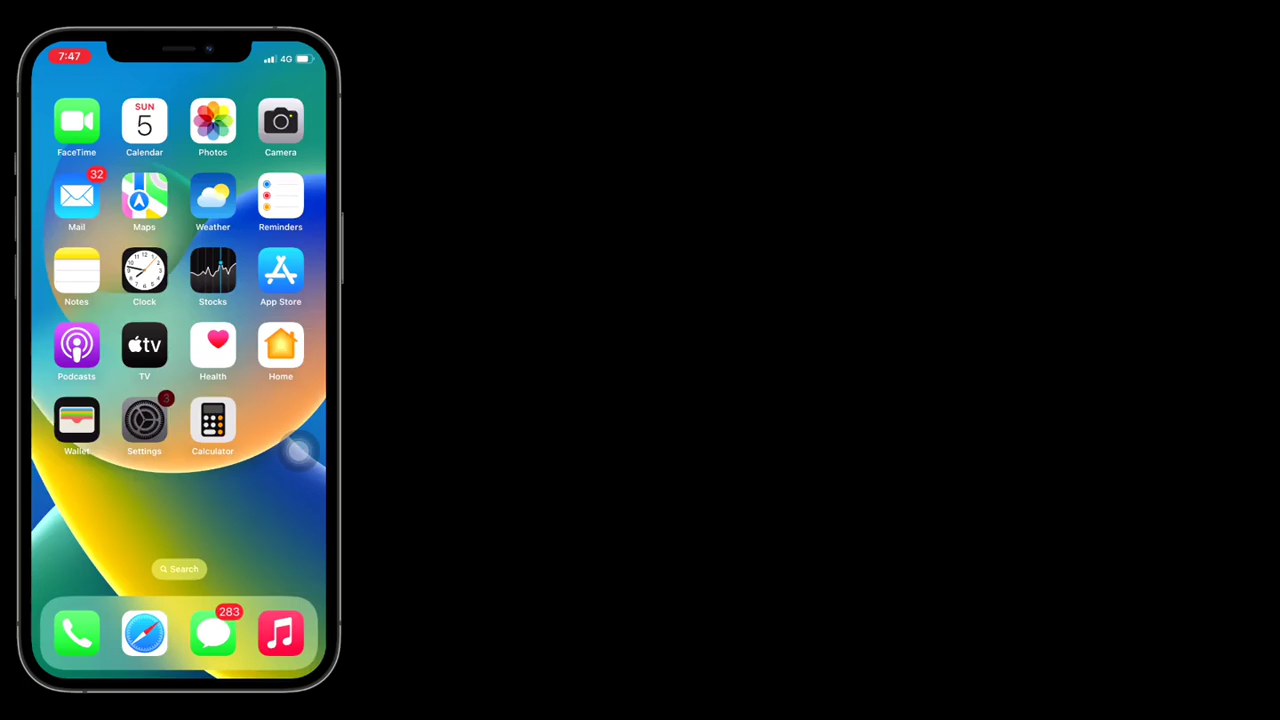 7:47
4G
SUN
5
FaceTime Calendar Photos Camera
32
Mail Maps Weather Reminders
Notes Clock Stocks App Store
tv
Podcasts TV Health Home
3
Wallet Settings Calculator
Search
283